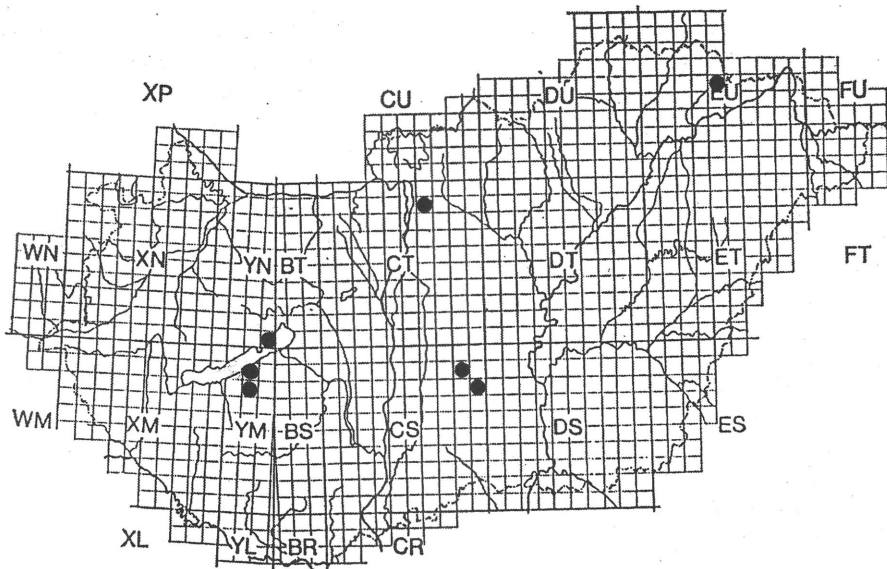 XP CU DU EU FU
WN XN YN BT CT DT ET FT
WM XM YM BS CS DS ES
XL YL BR CR